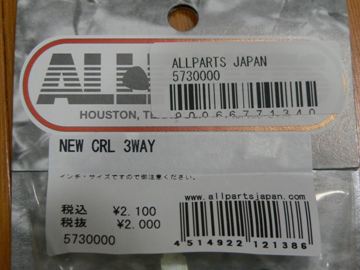 ALL
ALLPARTS JAPAN
5730000
HOUSTON, TE
NEW CRL 3WAY
インチ・サイズですので御注意ください。
www.allpartsjapan.com
税込 ¥2.100
税抜 ¥2.000
5730000
4 514922 121386